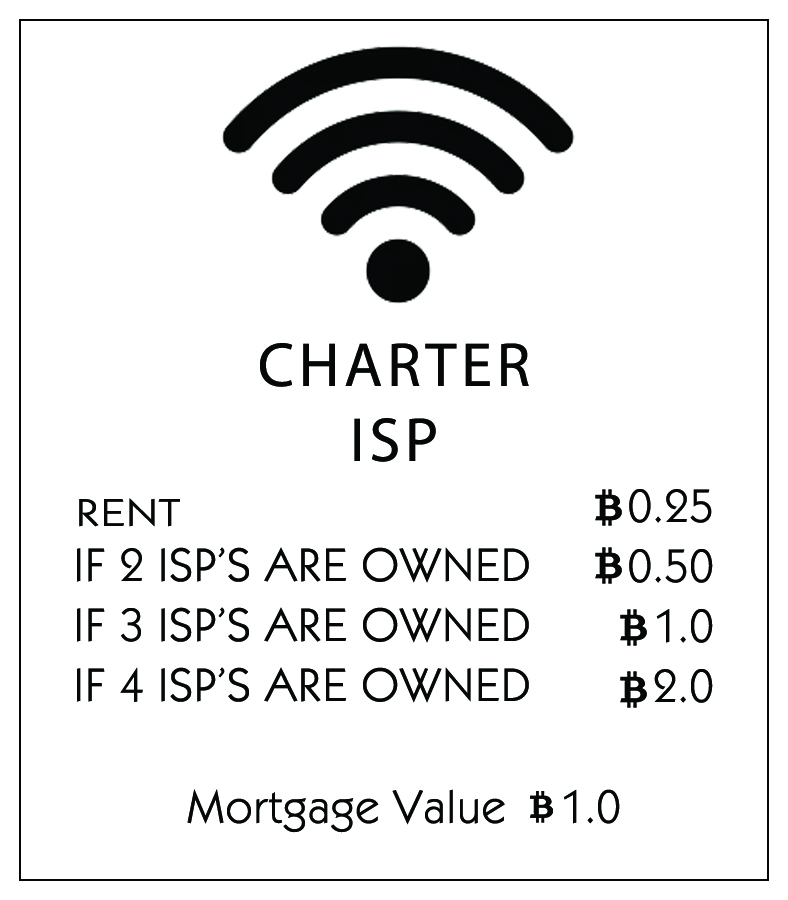 CHARTER
ISP
RENT ₿0.25
IF 2 ISP’S ARE OWNED ₿0.50
IF 3 ISP’S ARE OWNED ₿1.0
IF 4 ISP’S ARE OWNED ₿2.0
Mortgage Value ₿1.0